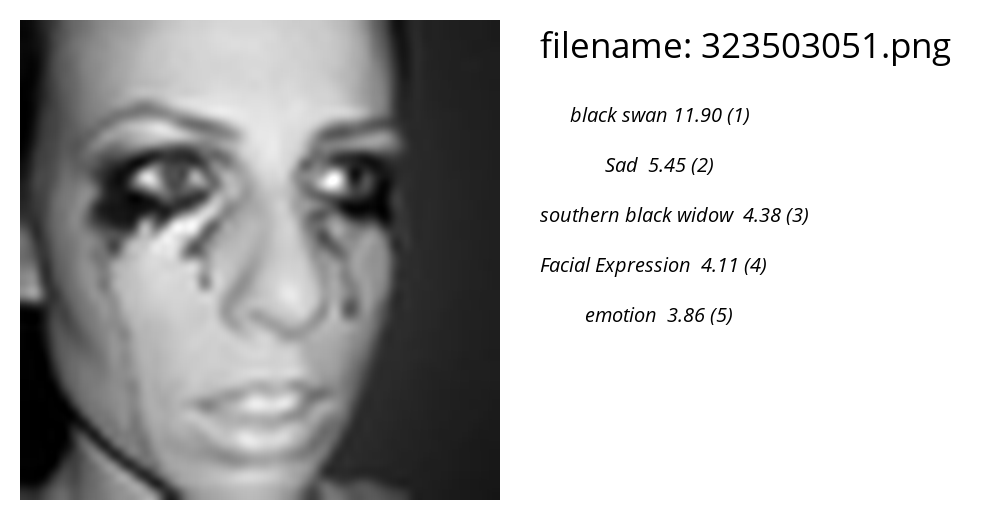 filename: 323503051.png
black swan 11.90 (1)
Sad 5.45 (2)
southern black widow 4.38 (3)
Facial Expression 4.11 (4)
emotion 3.86 (5)